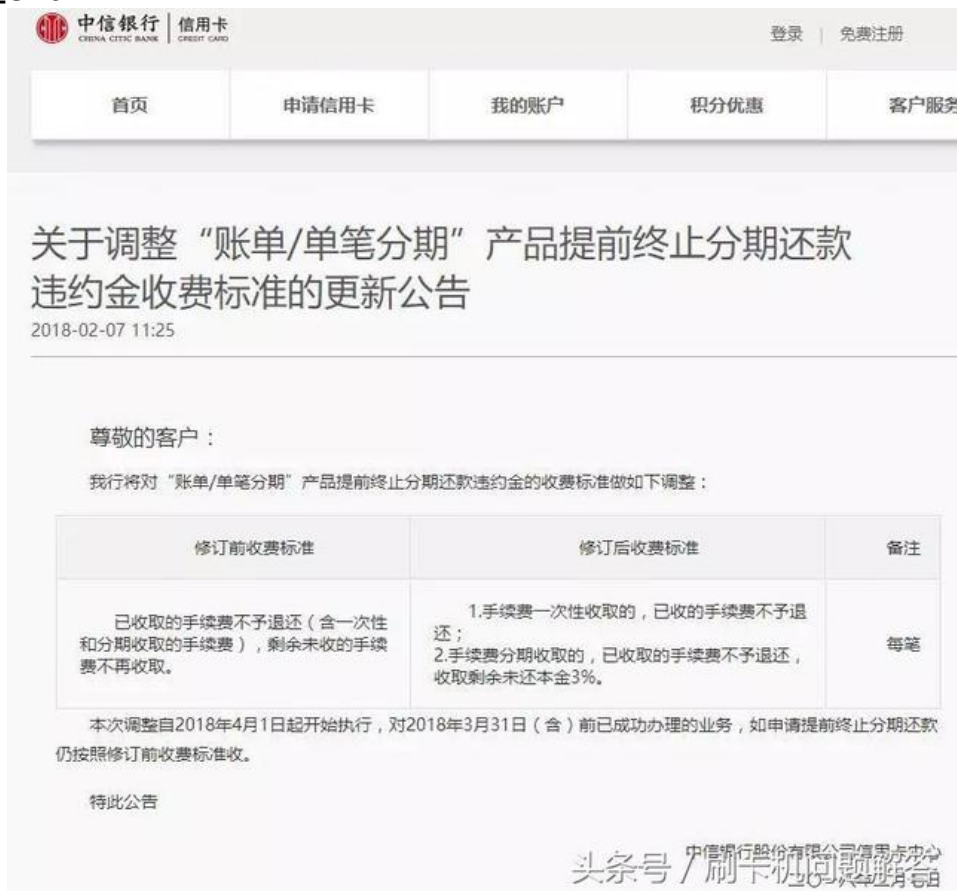 中信银行 信用卡
CHINA CITIC BANK CREDIT CARD
登录 | 免费注册
首页 申请信用卡 我的账户 积分优惠 客户服务
关于调整“账单/单笔分期”产品提前终止分期还款
违约金收费标准的更新公告
2018-02-07 11:25
尊敬的客户：
我行将对“账单/单笔分期”产品提前终止分期还款违约金的收费标准做如下调整：
修订前收费标准 修订后收费标准 备注
已收取的手续费不予退还（含一次性
和分期收取的手续费），剩余未收的手续
费不再收取。
1.手续费一次性收取的，已收的手续费不予退
还；
2.手续费分期收取的，已收取的手续费不予退还，
收取剩余未还本金3%。
每笔
本次调整自2018年4月1日起开始执行，对2018年3月31日（含）前已成功办理的业务，如申请提前终止分期还款
仍按照修订前收费标准收。
特此公告
中信银行股份有限公司信用卡中心
头条号 / 刷卡机问题解答